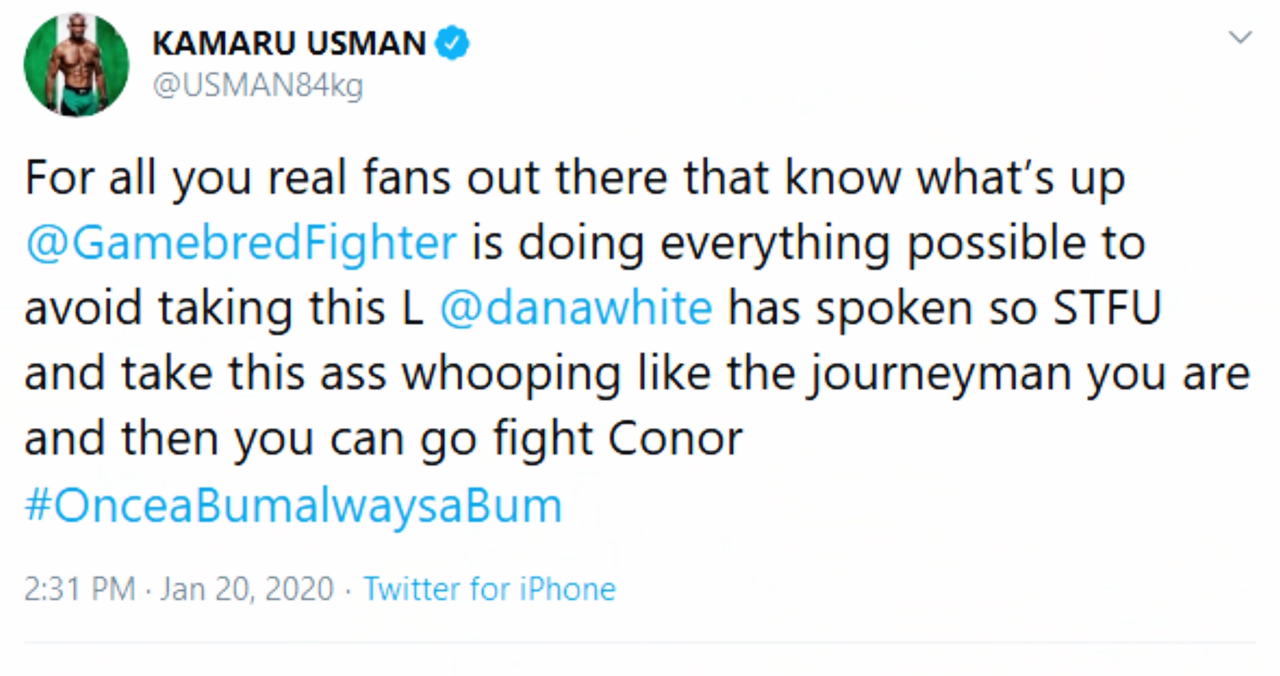 KAMARU USMAN
@USMAN84kg
For all you real fans out there that know what's up
@GamebredFighter is doing everything possible to
avoid taking this L @danawhite has spoken so STFU
and take this ass whooping like the journeyman you are
and then you can go fight Conor
#OnceaBumalwaysaBum
2:31 PM · Jan 20, 2020 · Twitter for iPhone